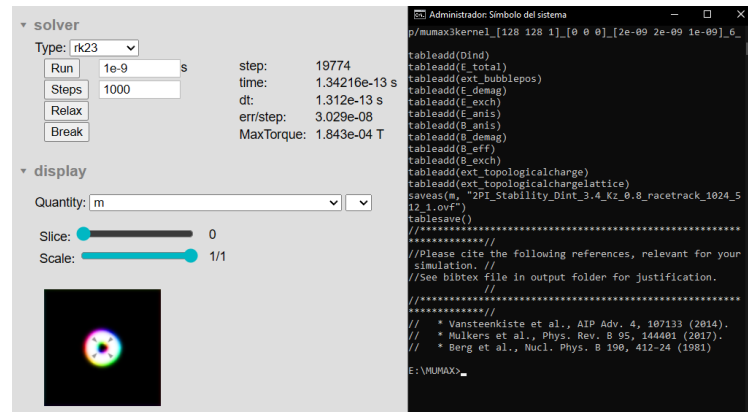 solver
Type: rk23
Run 1e-9 s
Steps 1000
Relax
Break
step: 19774
time: 1.34216e-13 s
dt: 1.312e-13 s
err/step: 3.029e-08
MaxTorque: 1.843e-04 T
display
Quantity: m
Slice: 0
Scale: 1/1
Administrador: Símbolo del sistema
p/mumax3kernel_[128 128 1]_[0 0 0]_[2e-09 2e-09 1e-09]_6_
tableadd(Dind)
tableadd(E_total)
tableadd(ext_bubblepos)
tableadd(E_demag)
tableadd(E_exch)
tableadd(E_anis)
tableadd(B_anis)
tableadd(B_demag)
tableadd(B_eff)
tableadd(B_exch)
tableadd(ext_topologicalcharge)
tableadd(ext_topologicalchargelattice)
saveas(m, "2PI_Stability_Dint_3.4_Kz_0.8_racetrack_1024_5
12_1.ovf")
tablesave()
//*******************************************************
*************//
//Please cite the following references, relevant for your
simulation. //
//See bibtex file in output folder for justification.
//
//*******************************************************
*************//
// * Vansteenkiste et al., AIP Adv. 4, 107133 (2014).
// * Mulkers et al., Phys. Rev. B 95, 144401 (2017).
// * Berg et al., Nucl. Phys. B 190, 412-24 (1981)
E:\MUMAX>